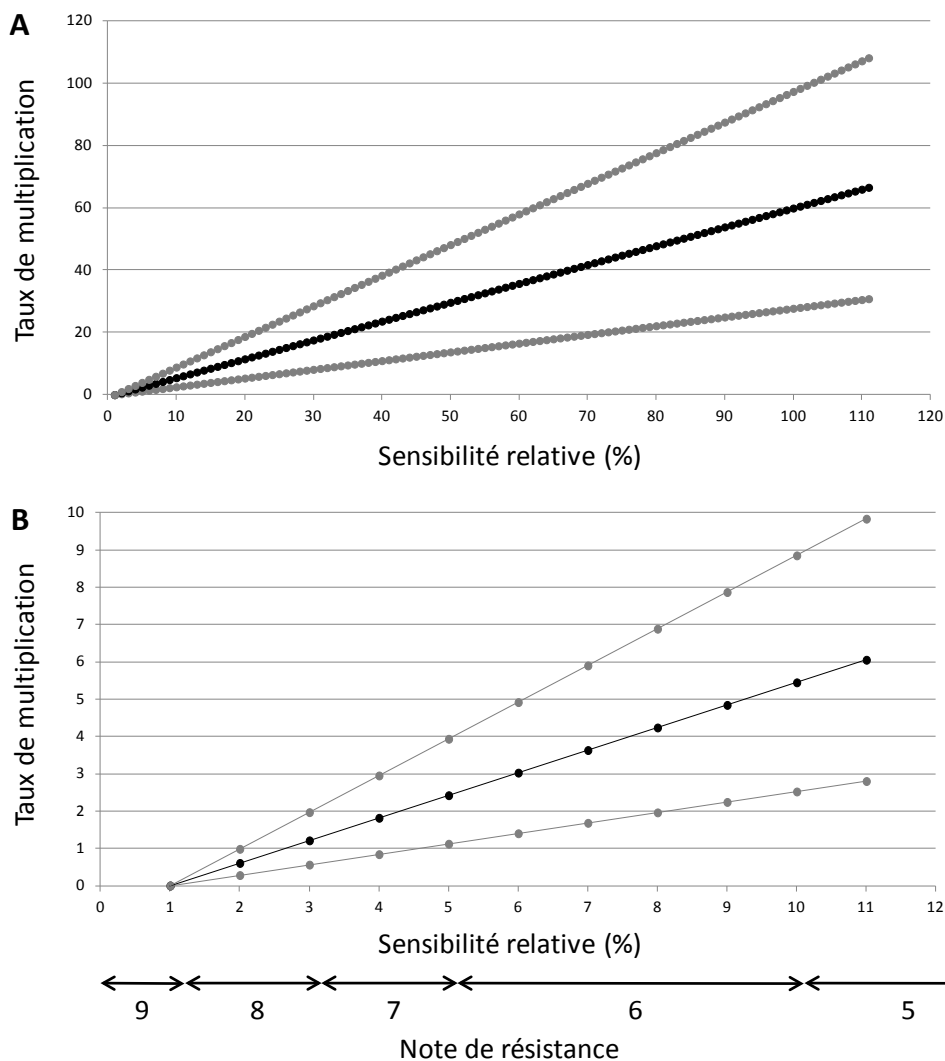 A
Taux de multiplication
120
100
80
60
40
20
0
0 10 20 30 40 50 60 70 80 90 100 110 120
Sensibilité relative (%)
B
Taux de multiplication
10
9
8
7
6
5
4
3
2
1
0
0 1 2 3 4 5 6 7 8 9 10 11 12
Sensibilité relative (%)
9 8 7 6 5
Note de résistance